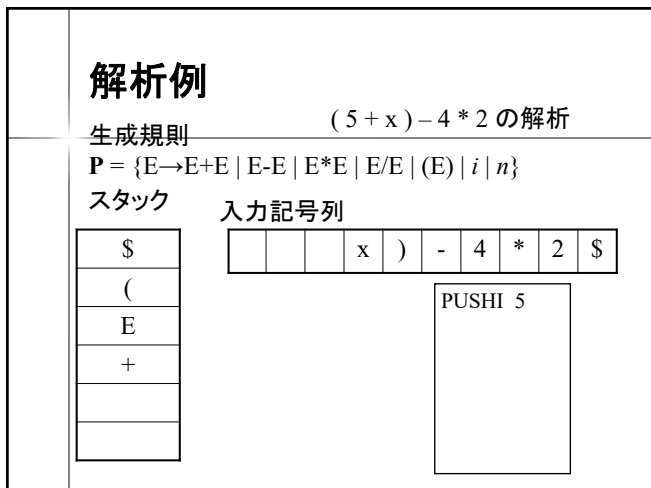 解析例
( 5 + x ) – 4 * 2 の解析
生成規則
P = {E→E+E | E-E | E*E | E/E | (E) | i | n}
スタック
入力記号列
x ) - 4 * 2 $
$
(
E
+
PUSHI 5